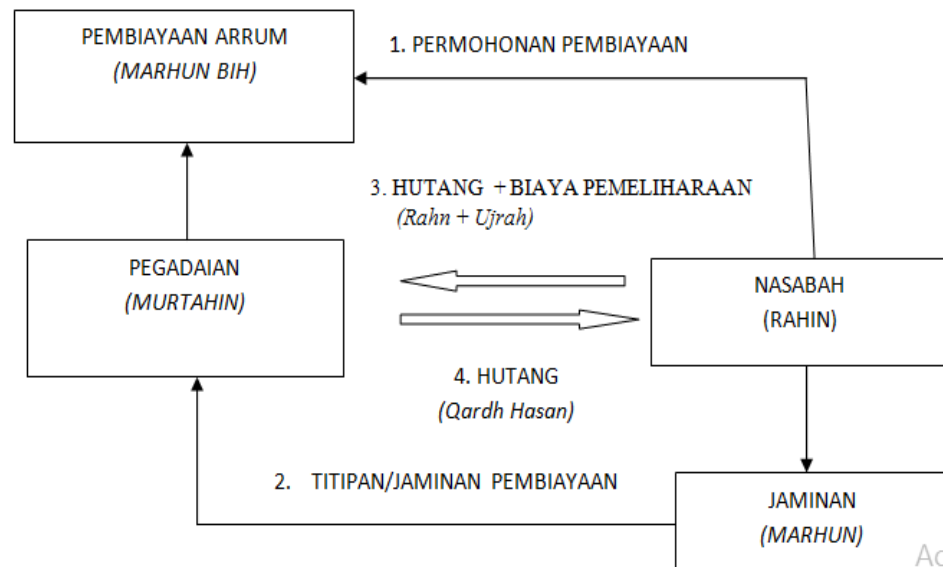 PEMBIAYAAN ARRUM
(MARHUN BIH)
1. PERMOHONAN PEMBIAYAAN
3. HUTANG + BIAYA PEMELIHARAAN
(Rahn + Ujrah)
PEGADAIAN
(MURTAHIN)
NASABAH
(RAHIN)
4. HUTANG
(Qardh Hasan)
2. TITIPAN/JAMINAN PEMBIAYAAN
JAMINAN
(MARHUN)